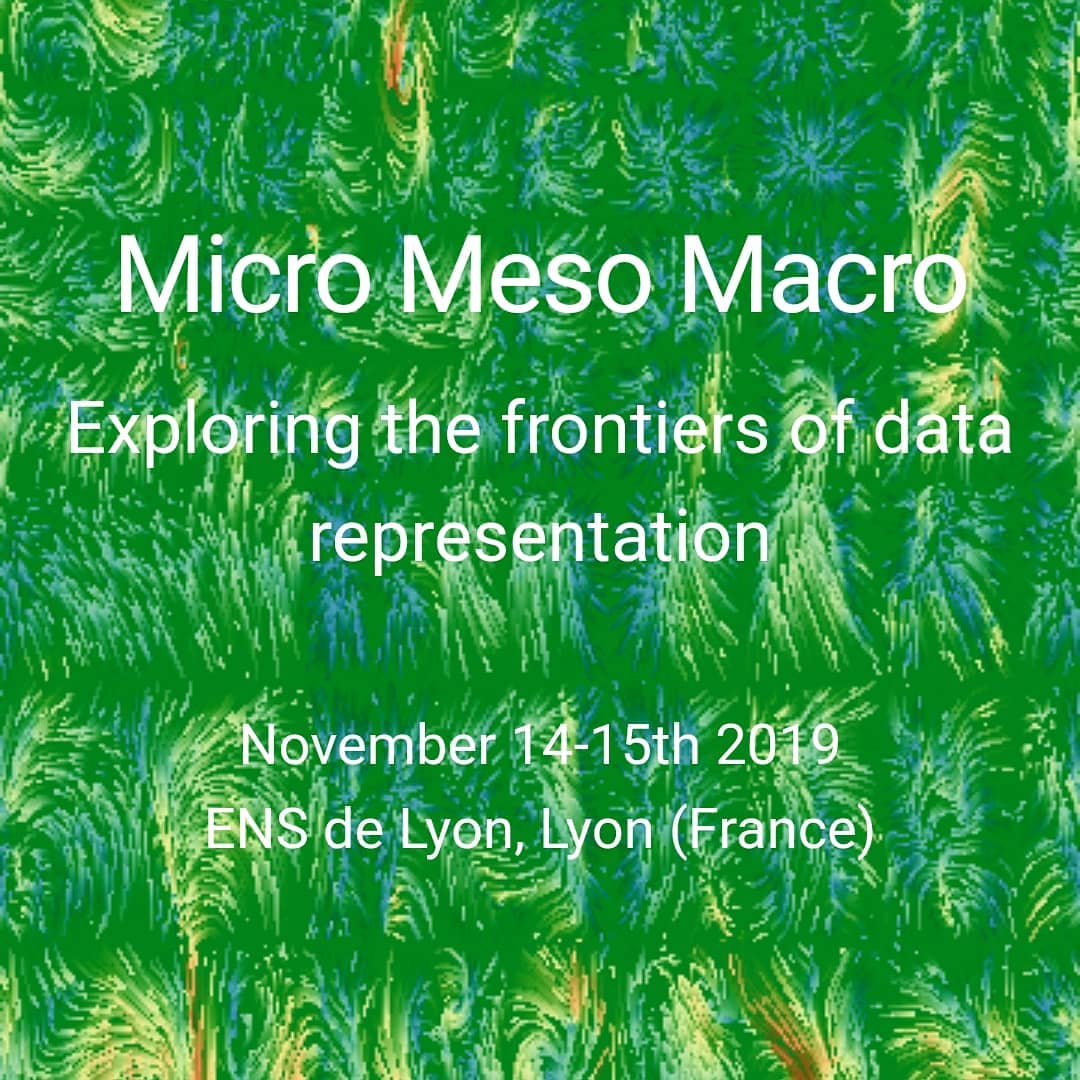 Micro Meso Macro
Exploring the frontiers of data
representation
November 14-15th 2019
ENS de Lyon, Lyon (France)